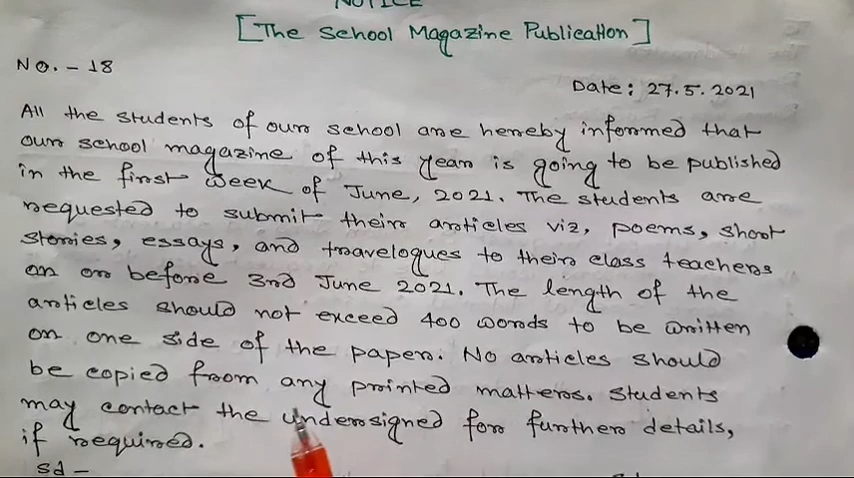 NOTICE
[The School Magazine Publication]
No. - 18
Date: 27.5.2021
All the students of our school are hereby informed that
our school magazine of this year is going to be published
in the first week of June, 2021. The students are
requested to submit their articles viz, poems, short
stories, essays, and travelogues to their class teachers
on or before 3rd June 2021. The length of the
articles should not exceed 400 words to be written
on one side of the paper. No articles should
be copied from any printed matters. Students
may contact the undersigned for further details,
if required.
sd -